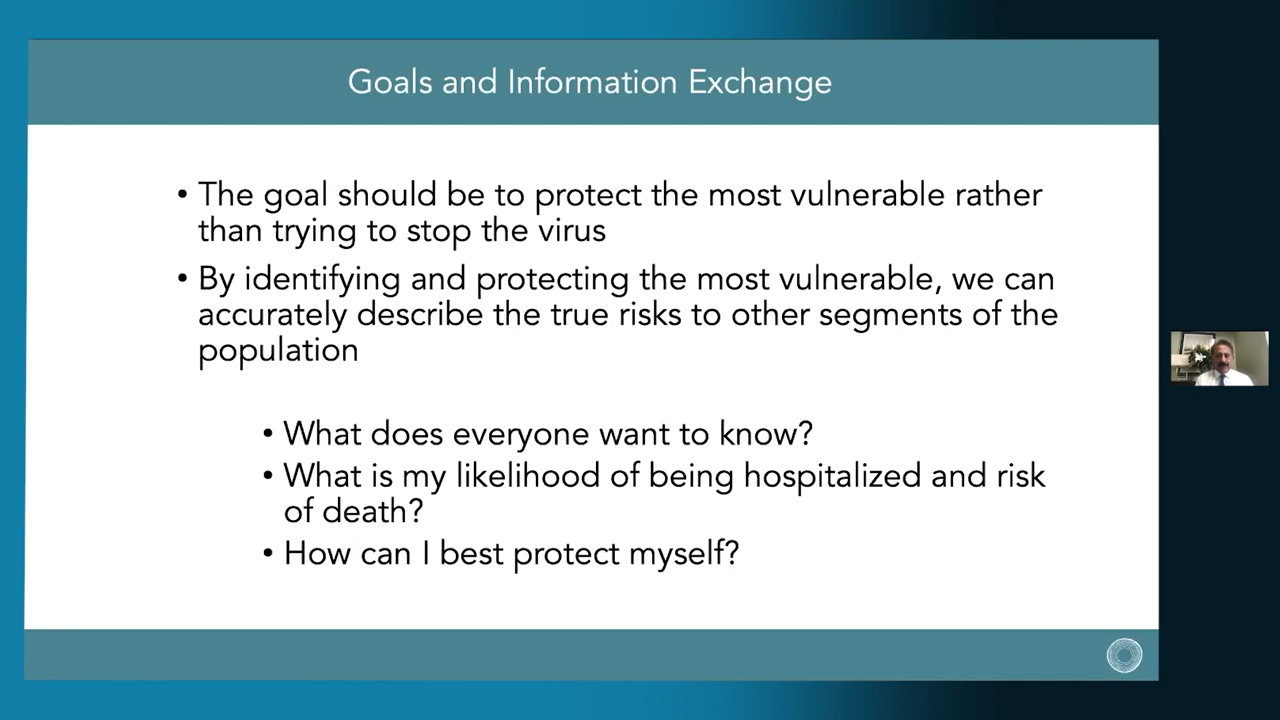 Goals and Information Exchange
• The goal should be to protect the most vulnerable rather
than trying to stop the virus
• By identifying and protecting the most vulnerable, we can
accurately describe the true risks to other segments of the
population
• What does everyone want to know?
• What is my likelihood of being hospitalized and risk
of death?
• How can I best protect myself?